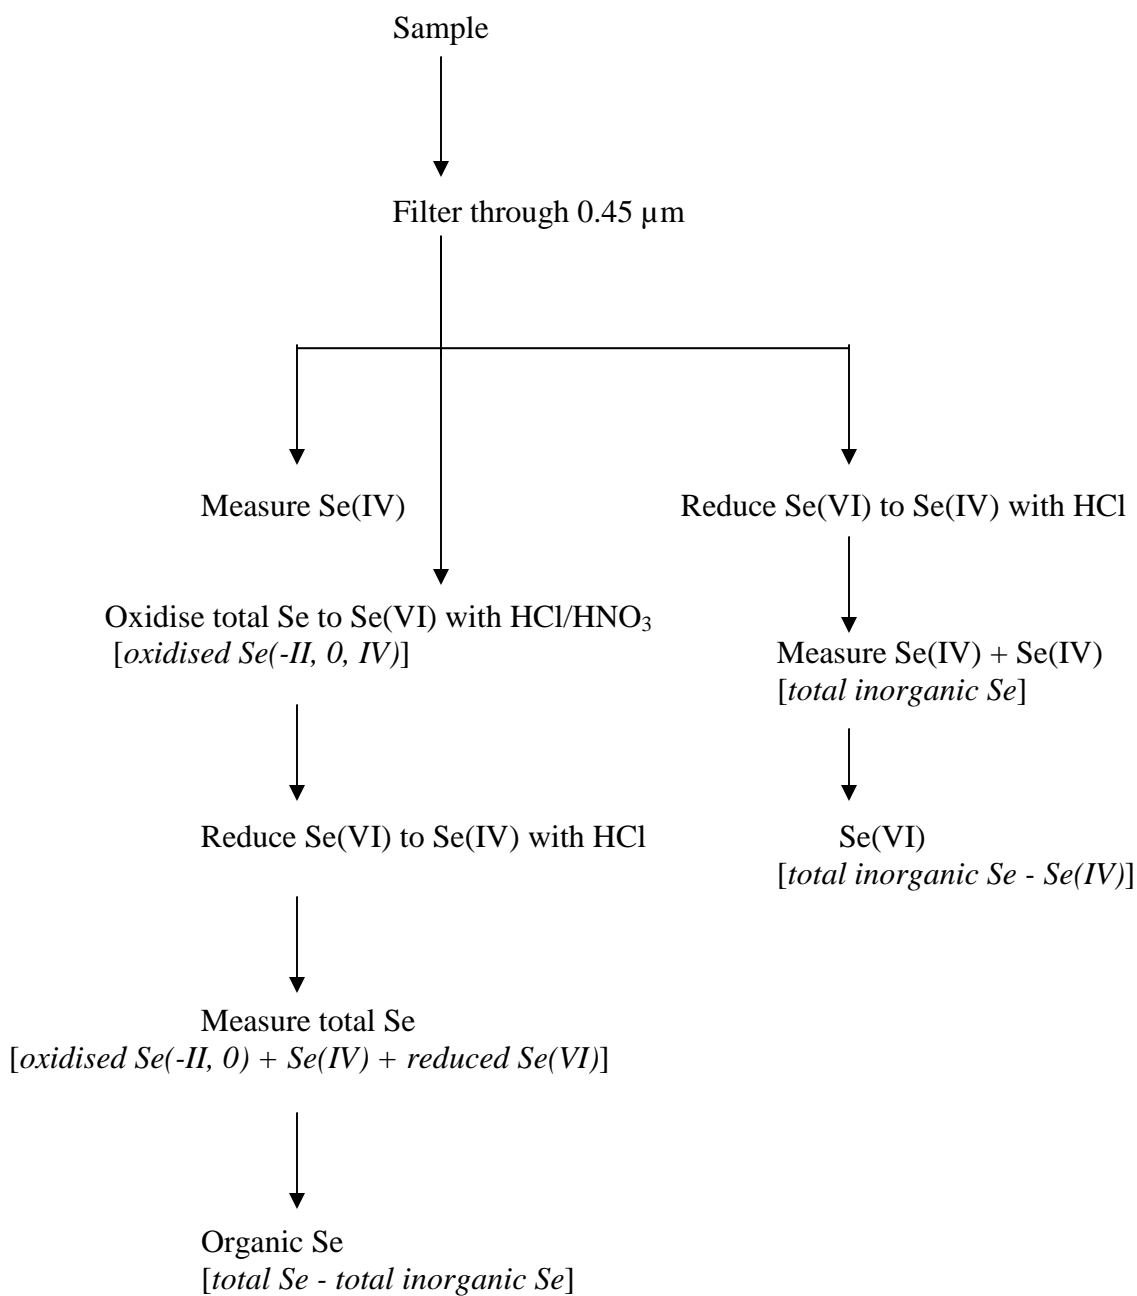 Sample
Filter through 0.45 µm
Measure Se(IV)
Reduce Se(VI) to Se(IV) with HCl
Oxidise total Se to Se(VI) with HCl/HNO₃
[oxidised Se(-II, 0, IV)]
Measure Se(IV) + Se(IV)
[total inorganic Se]
Reduce Se(VI) to Se(IV) with HCl
Se(VI)
[total inorganic Se - Se(IV)]
Measure total Se
[oxidised Se(-II, 0) + Se(IV) + reduced Se(VI)]
Organic Se
[total Se - total inorganic Se]